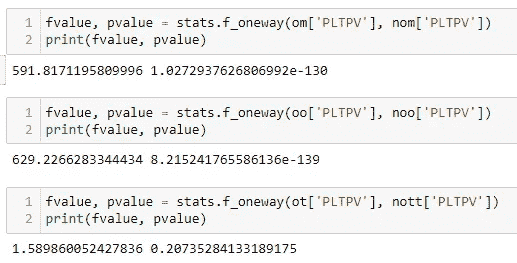 1 fvalue, pvalue = stats.f_oneway(om['PLTPV'], nom['PLTPV'])
2 print(fvalue, pvalue)
591.8171195809996 1.0272937626806992e-130
1 fvalue, pvalue = stats.f_oneway(oo['PLTPV'], noo['PLTPV'])
2 print(fvalue, pvalue)
629.2266283344434 8.215241765586136e-139
1 fvalue, pvalue = stats.f_oneway(ot['PLTPV'], nott['PLTPV'])
2 print(fvalue, pvalue)
1.589860052427836 0.20735284133189175